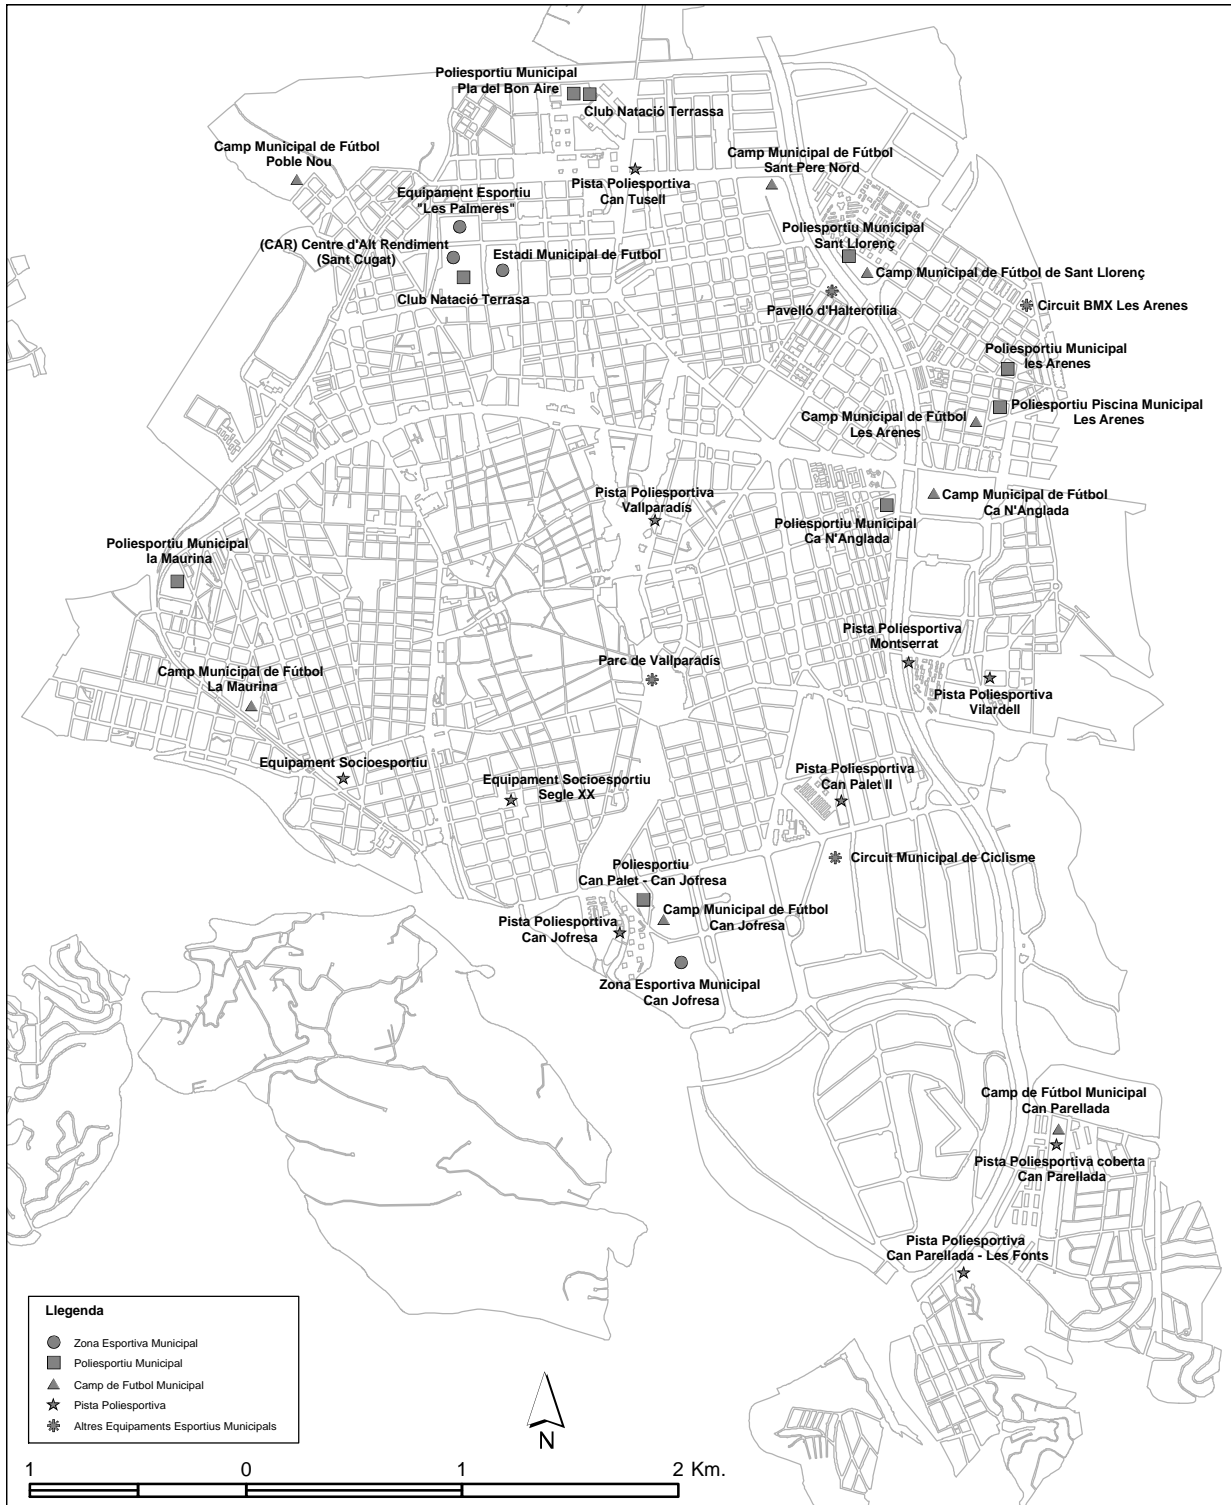 Poliesportiu Municipal
Pla del Bon Aire
Club Natació Terrassa
Camp Municipal de Fútbol
Poble Nou
Camp Municipal de Fútbol
Sant Pere Nord
Pista Poliesportiva
Can Tusell
Equipament Esportiu
"Les Palmeres"
Poliesportiu Municipal
Sant Llorenç
(CAR) Centre d'Alt Rendiment
(Sant Cugat)
Estadi Municipal de Futbol
Camp Municipal de Fútbol de Sant Llorenç
Club Natació Terrasa
Pavelló d'Halterofilia
Circuit BMX Les Arenes
Poliesportiu Municipal
les Arenes
Poliesportiu Piscina Municipal
Les Arenes
Camp Municipal de Fútbol
Les Arenes
Pista Poliesportiva
Vallparadís
Camp Municipal de Fútbol
Ca N'Anglada
Poliesportiu Municipal
Ca N'Anglada
Poliesportiu Municipal
la Maurina
Pista Poliesportiva
Montserrat
Parc de Vallparadís
Camp Municipal de Fútbol
La Maurina
Pista Poliesportiva
Vilardell
Equipament Socioesportiu
Equipament Socioesportiu
Segle XX
Pista Poliesportiva
Can Palet II
Circuit Municipal de Ciclisme
Poliesportiu
Can Palet - Can Jofresa
Camp Municipal de Fútbol
Can Jofresa
Pista Poliesportiva
Can Jofresa
Zona Esportiva Municipal
Can Jofresa
Camp de Fútbol Municipal
Can Parellada
Pista Poliesportiva coberta
Can Parellada
Pista Poliesportiva
Can Parellada - Les Fonts
Llegenda
Zona Esportiva Municipal
Poliesportiu Municipal
Camp de Futbol Municipal
Pista Poliesportiva
Altres Equipaments Esportius Municipals
N
1 0 1 2 Km.